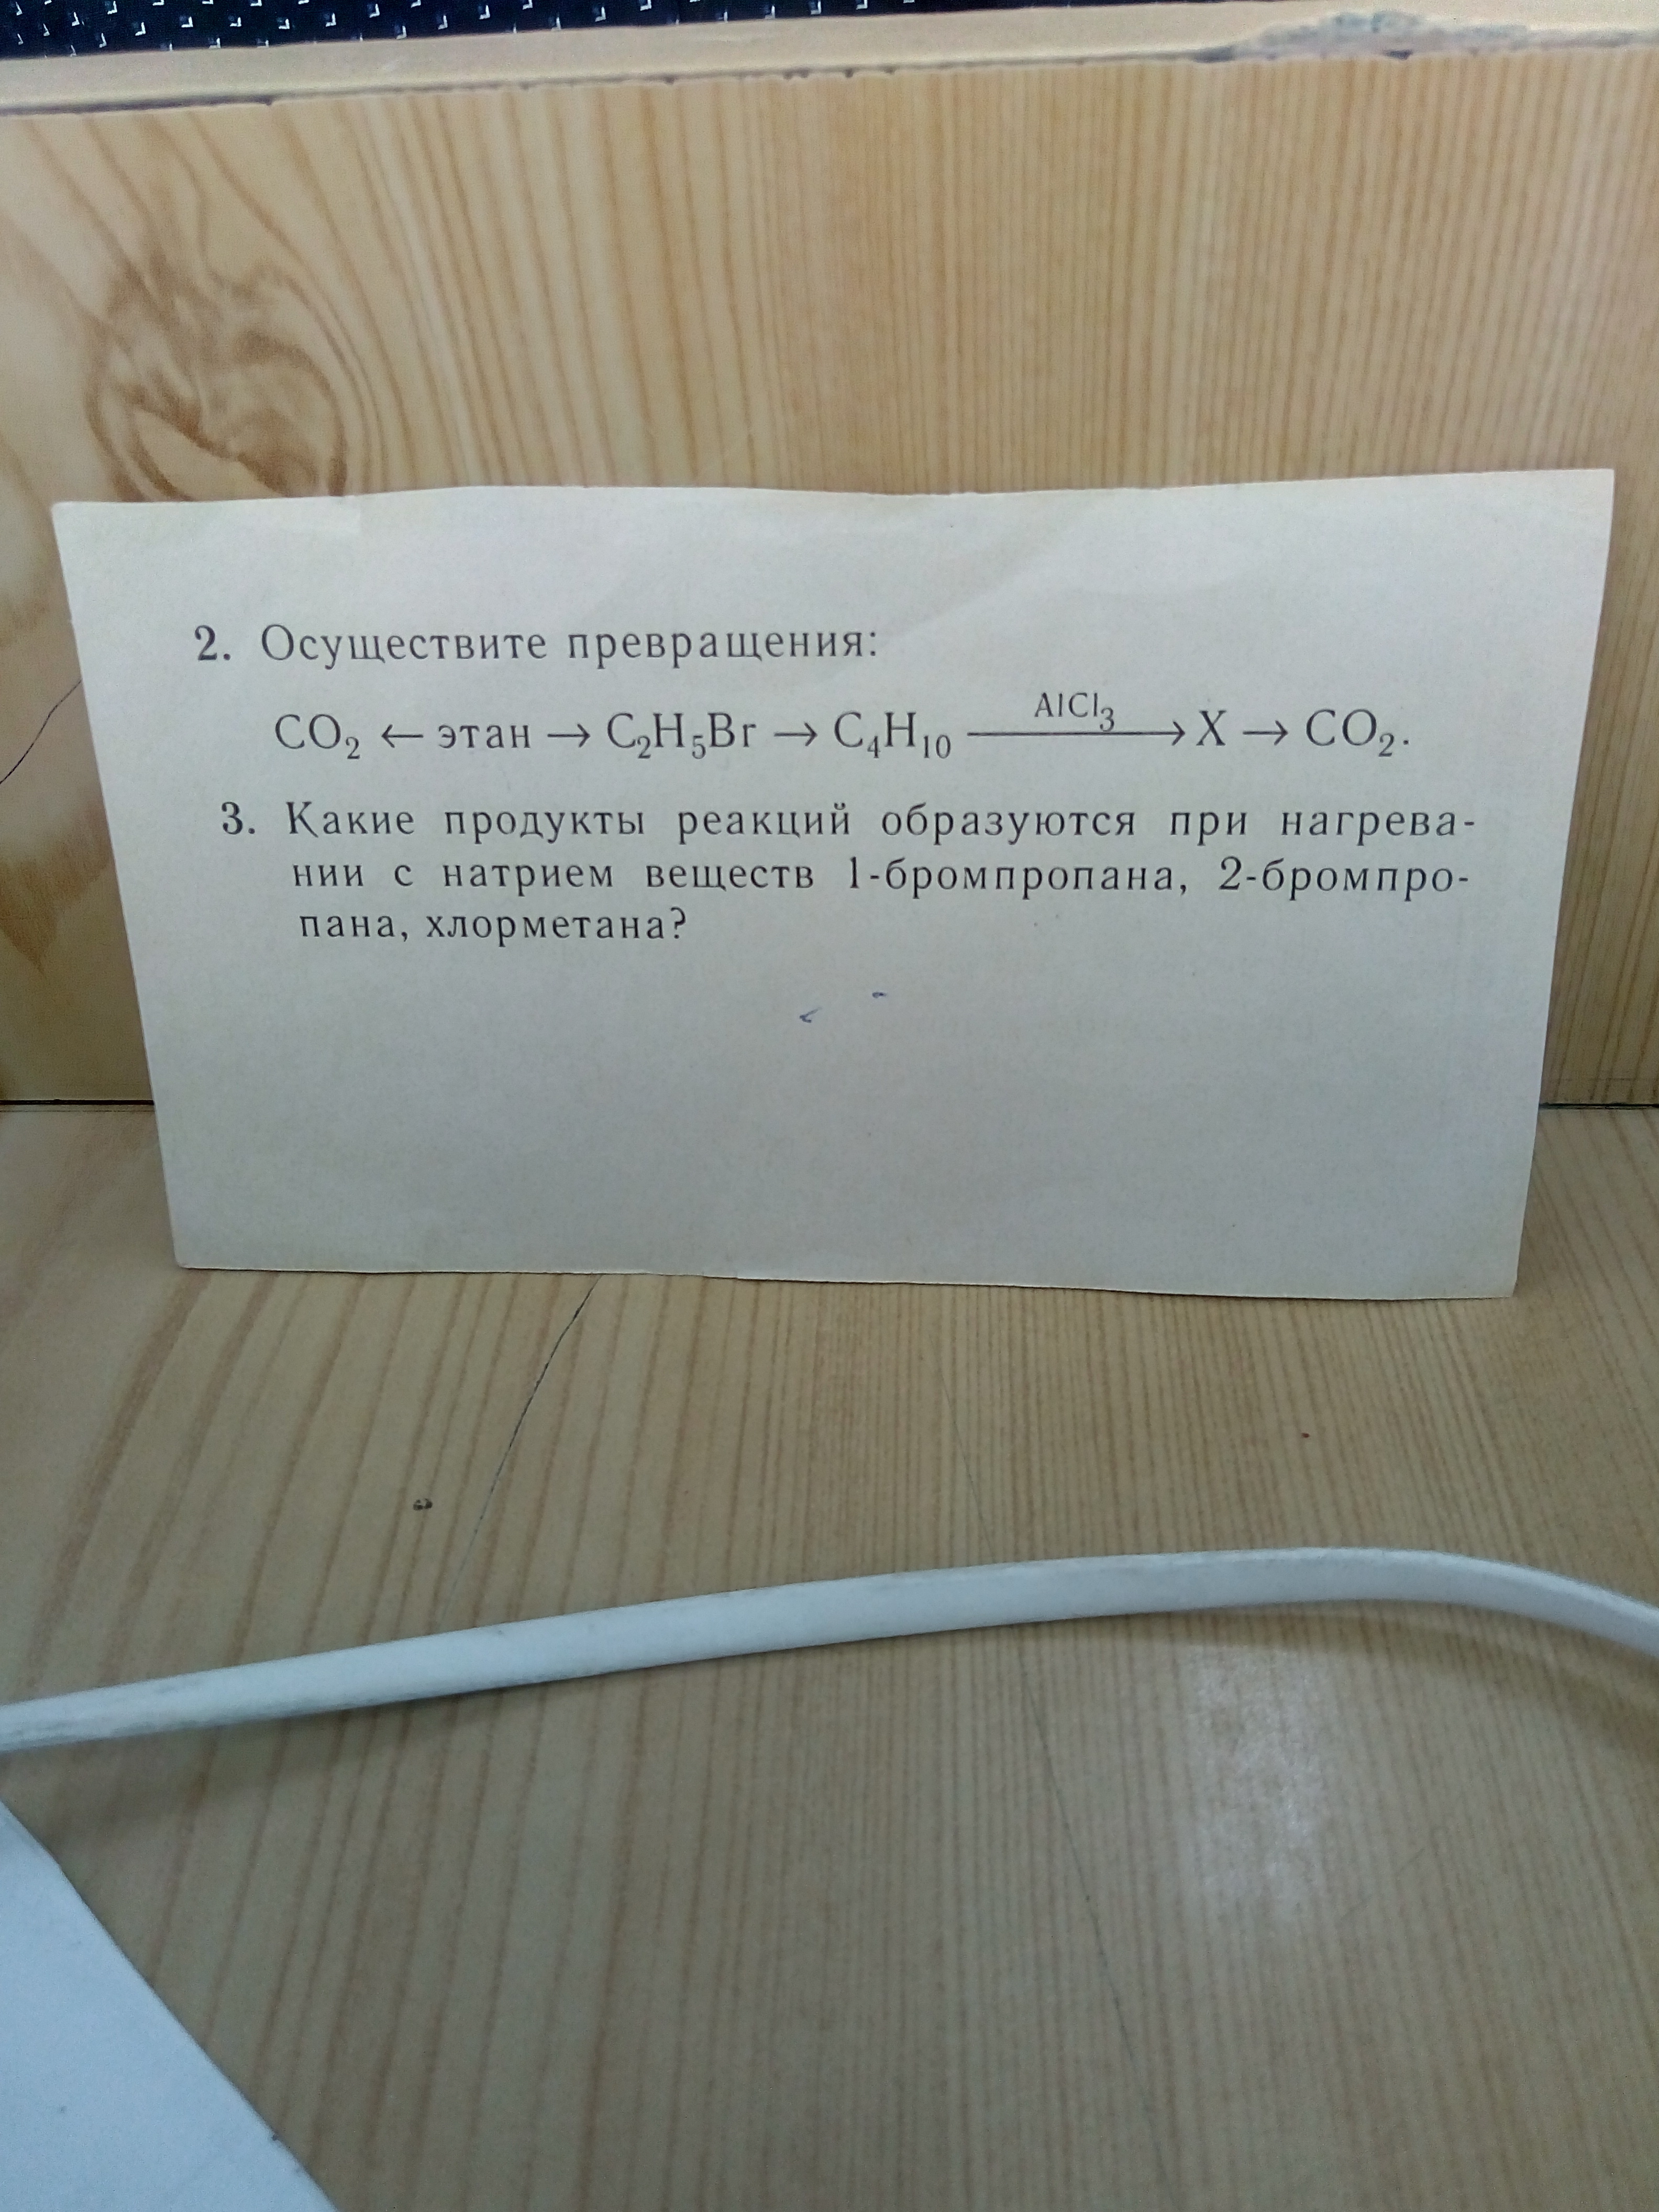 2. Осуществите превращения:
AlCl₃
CO₂ ← этан → C₂H₅Br → C₄H₁₀ ⟶ X → CO₂.
3. Какие продукты реакций образуются при нагрева-
нии с натрием веществ 1-бромпропана, 2-бромпро-
пана, хлорметана?